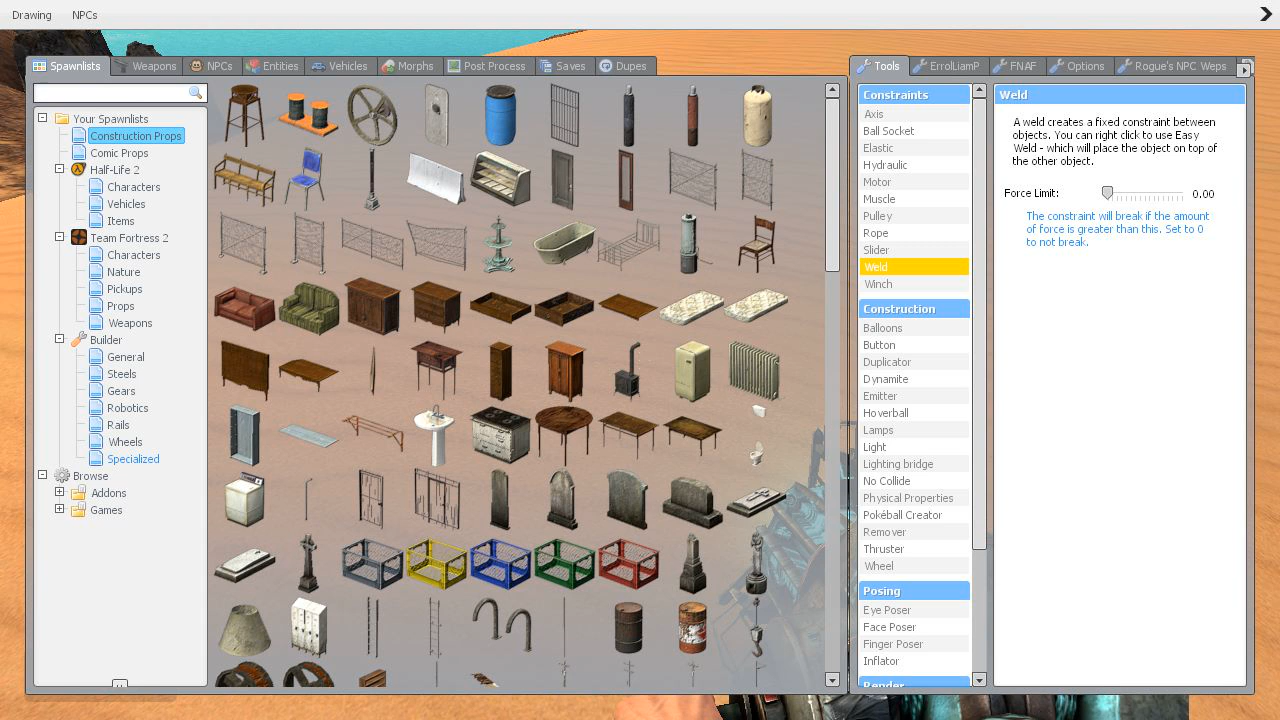 Drawing NPCs
Spawnlists Weapons NPCs Entities Vehicles Morphs Post Process Saves Dupes
Your Spawnlists
Construction Props
Comic Props
Half-Life 2
Characters
Vehicles
Items
Team Fortress 2
Characters
Nature
Pickups
Props
Weapons
Builder
General
Steels
Gears
Robotics
Rails
Wheels
Specialized
Browse
Addons
Games
Tools ErrolLiamP FNAF Options Rogue's NPC Weps
Constraints
Axis
Ball Socket
Elastic
Hydraulic
Motor
Muscle
Pulley
Rope
Slider
Weld
Winch
Construction
Balloons
Button
Duplicator
Dynamite
Emitter
Hoverball
Lamps
Light
Lighting bridge
No Collide
Physical Properties
Pokéball Creator
Remover
Thruster
Wheel
Posing
Eye Poser
Face Poser
Finger Poser
Inflator
Render
Weld
A weld creates a fixed constraint between
objects. You can right click to use Easy
Weld - which will place the object on top of
the other object.
Force Limit: 0.00
The constraint will break if the amount
of force is greater than this. Set to 0
to not break.